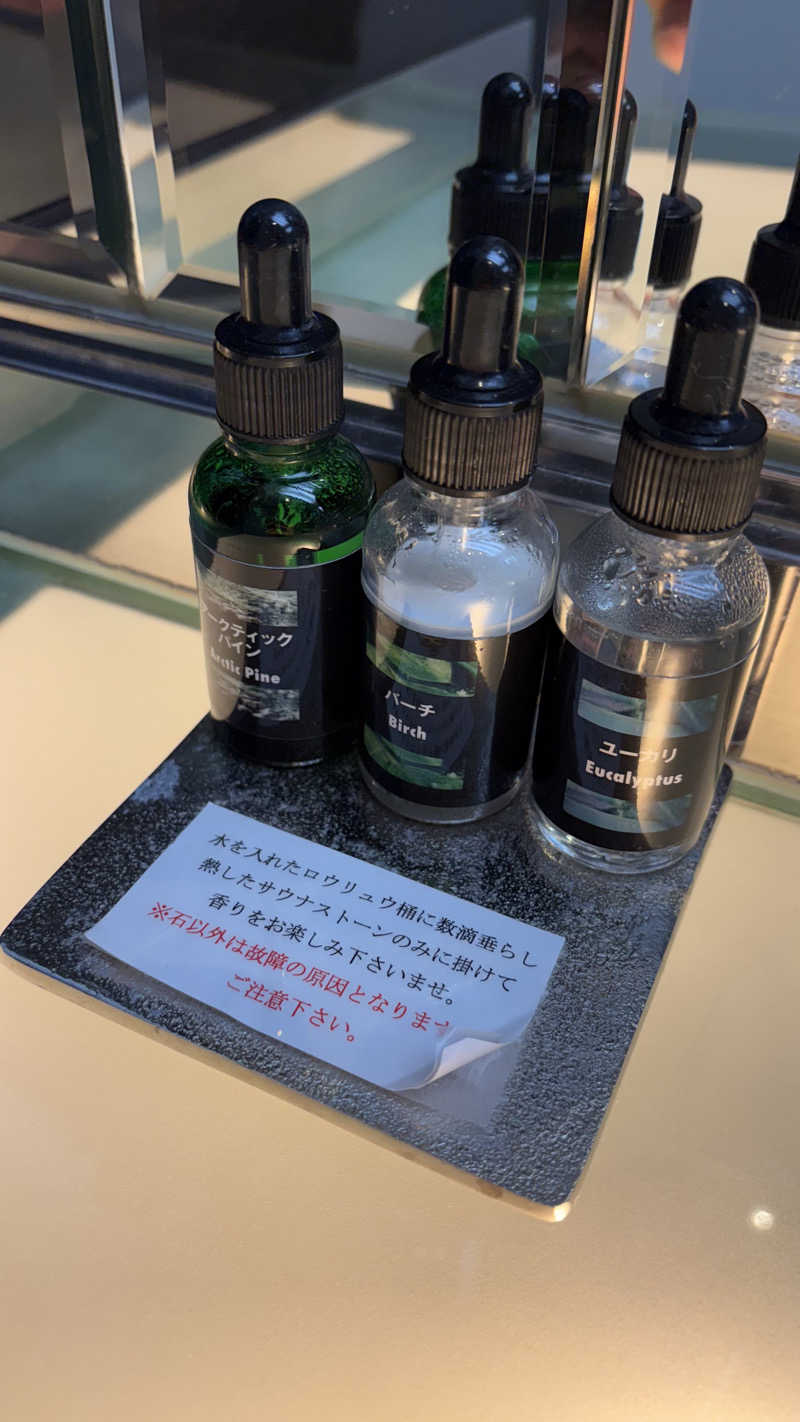 アークティック
パイン
Arctic Pine
バーチ
Birch
ユーカリ
Eucalyptus
水を入れたロウリュウ桶に数滴垂らし
熱したサウナストーンのみに掛けて
香りをお楽しみ下さいませ。
※石以外は故障の原因となります
ご注意下さい。